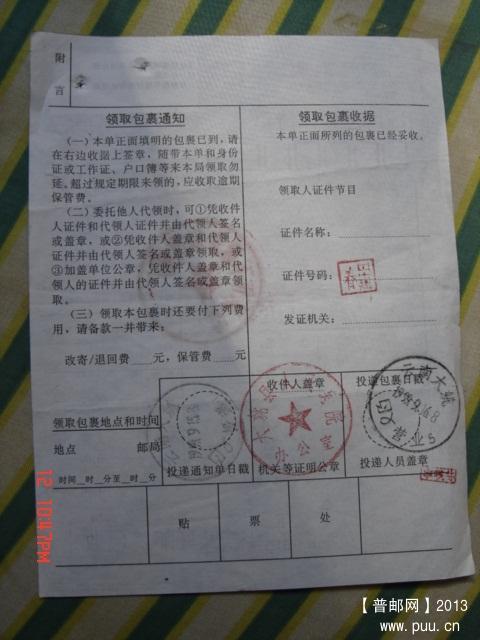 附
言
领取包裹通知
(一)本单正面填明的包裹已到,请
在右边收据上签章,随带本单和身份
证或工作证、户口簿等来本局领取勿
延。超过规定期限来领的,应收取逾期
保管费。
(二)委托他人代领时,可①凭收件
人证件和代领人证件并由代领人签名
或盖章,或②凭收件人盖章和代领人
证件并由代领人签名或盖章领取,或
③加盖单位公章,凭收件人盖章和代
领人的证件并由代领人签名或盖章领
取。
(三)领取本包裹时还要付下列费
用,请备款一并带来:
改寄/退回费 元,保管费 元
领取包裹收据
本单正面所列的包裹已经妥收。
领取人证件节目
证件名称:
证件号码:
发证机关:
领取包裹地点和时间
地点 邮局
时间 时 分至 时 分
投递通知单日戳
收件人盖章
办公室
机关等证明公章
投递包裹日戳
云南大姚
投递人员盖章
贴 票 处
12 10:47PM
【普邮网】2013
www.puu.cn